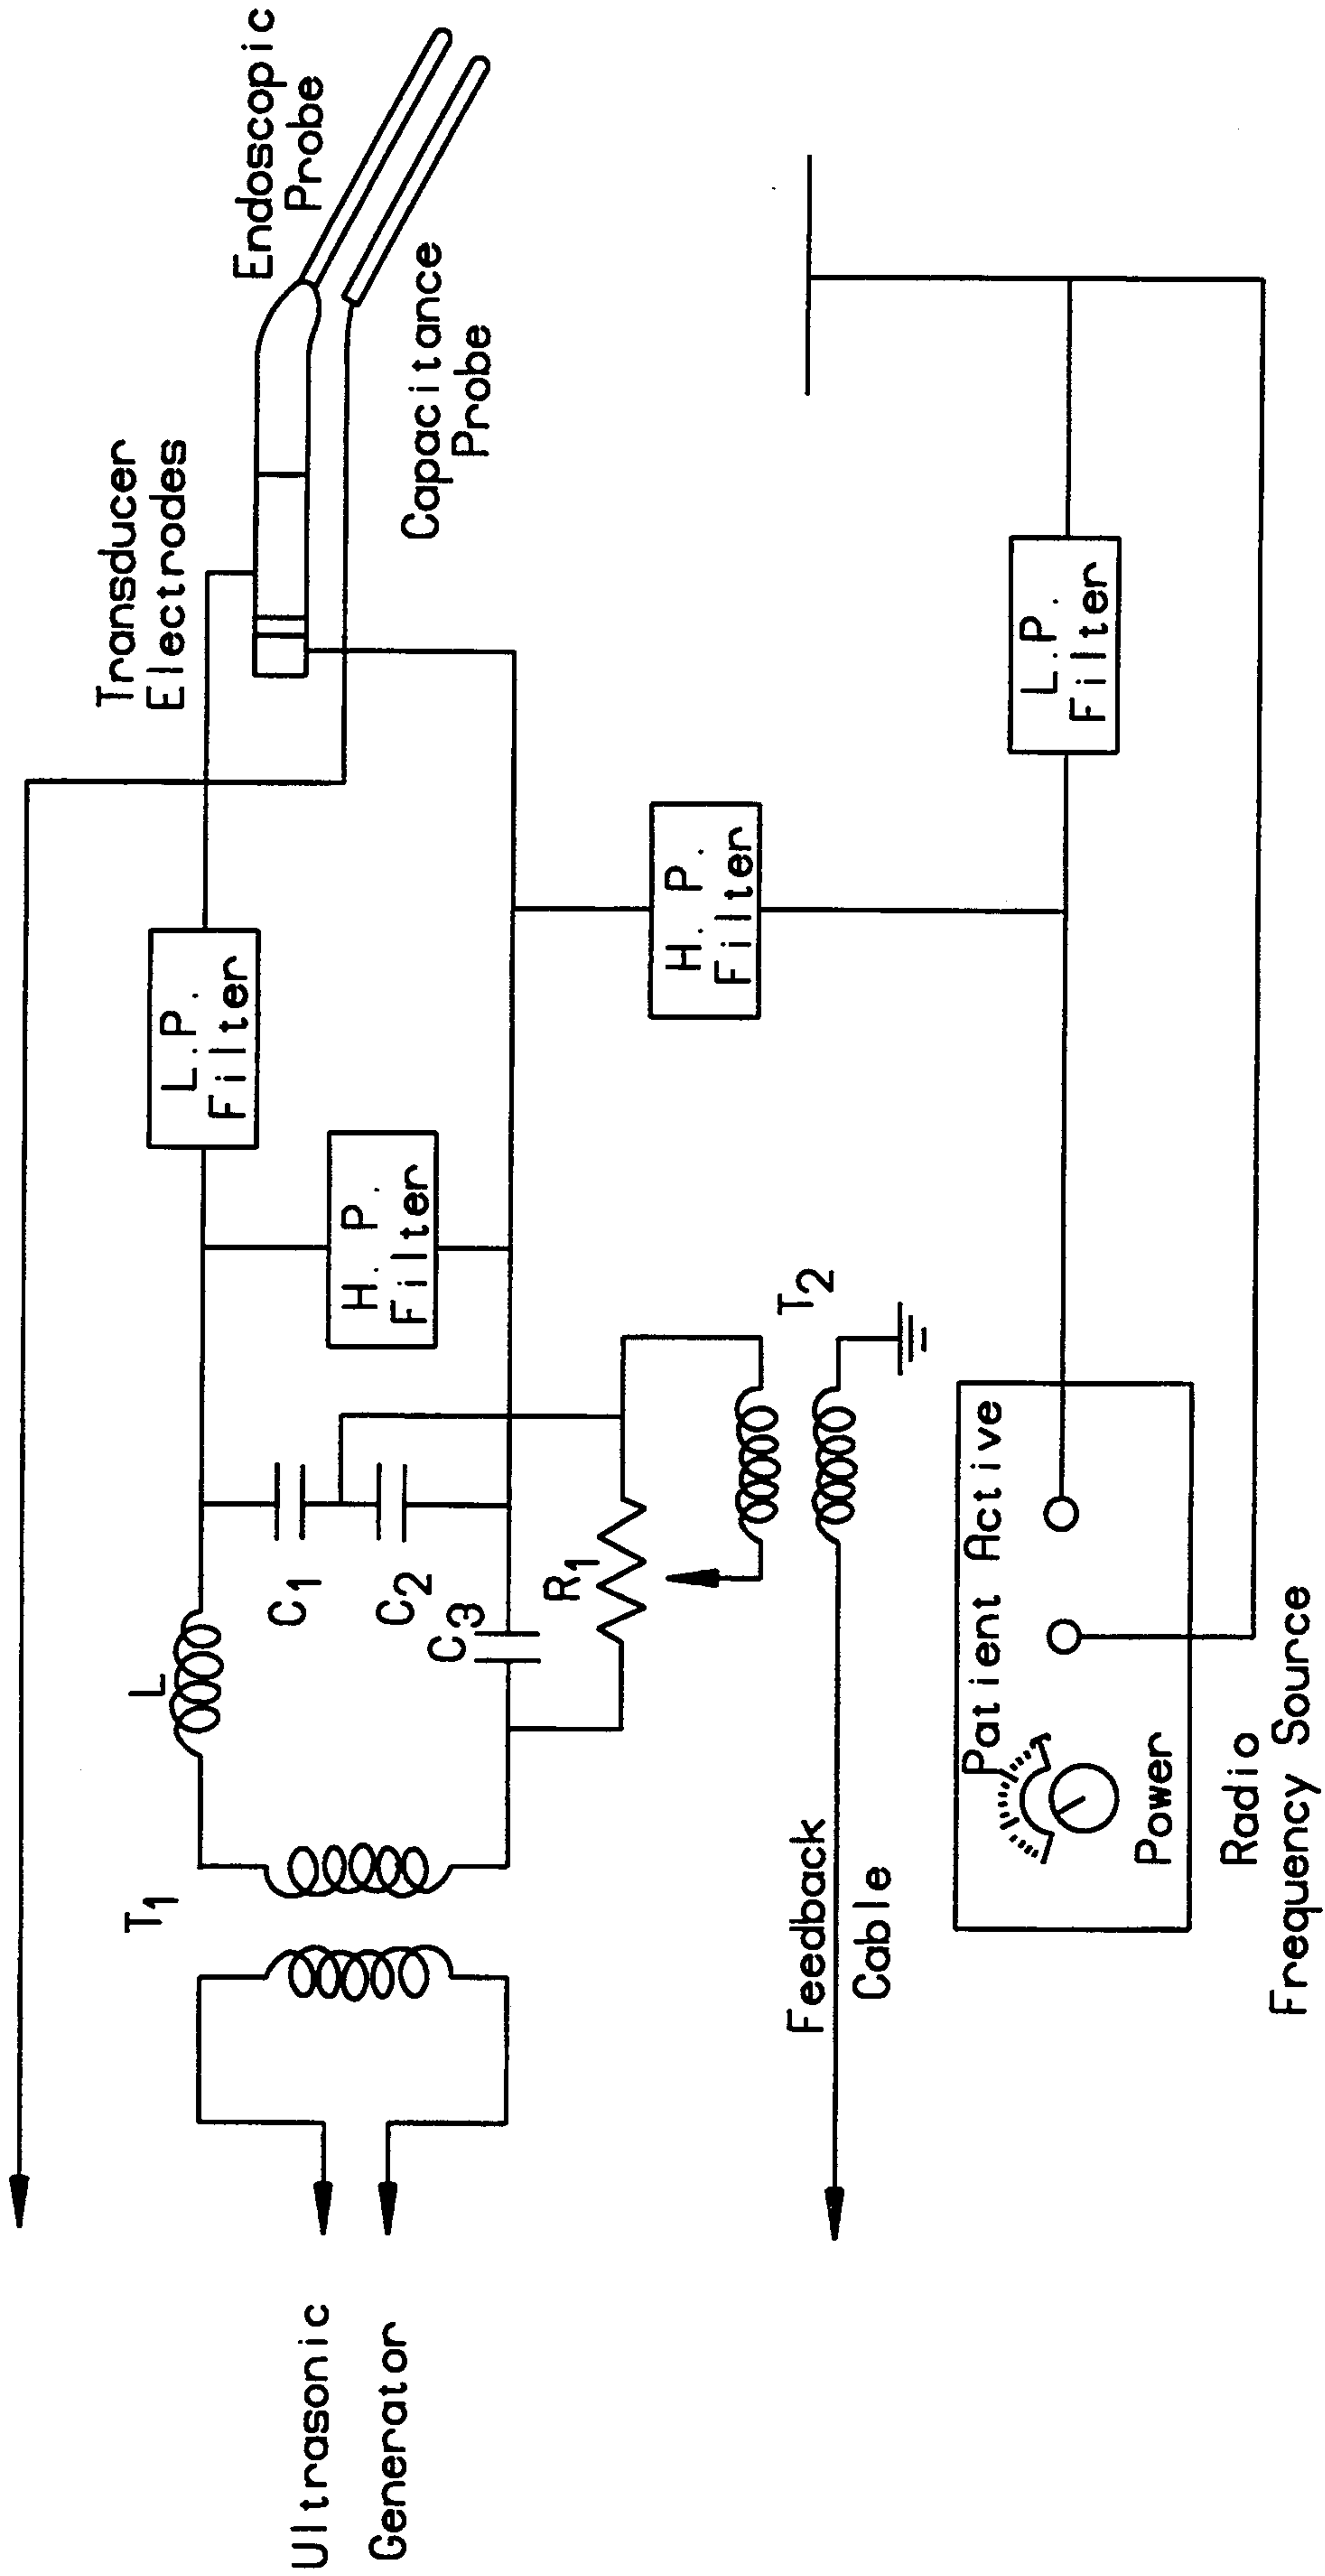 Endoscopic
Probe
Transducer
Electrodes
Capacitance
Probe
L.P.
Filter
H. P.
Filter
H. P.
Filter
L.P.
Filter
T1
L
C1
C2
C3
R1
T2
Ultrasonic
Generator
Feedback
Cable
Patient Active
Power
Radio
Frequency Source